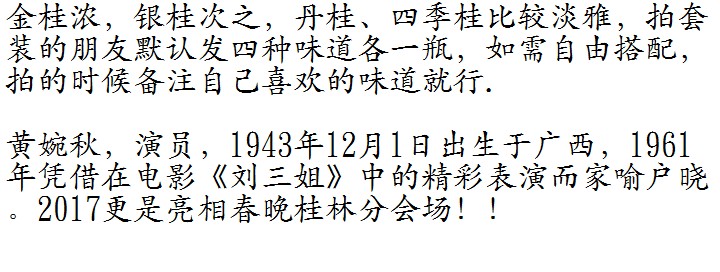 金桂浓，银桂次之，丹桂、四季桂比较淡雅，拍套
装的朋友默认发四种味道各一瓶，如需自由搭配，
拍的时候备注自己喜欢的味道就行.
黄婉秋，演员，1943年12月1日出生于广西，1961
年凭借在电影《刘三姐》中的精彩表演而家喻户晓
。2017更是亮相春晚桂林分会场！！